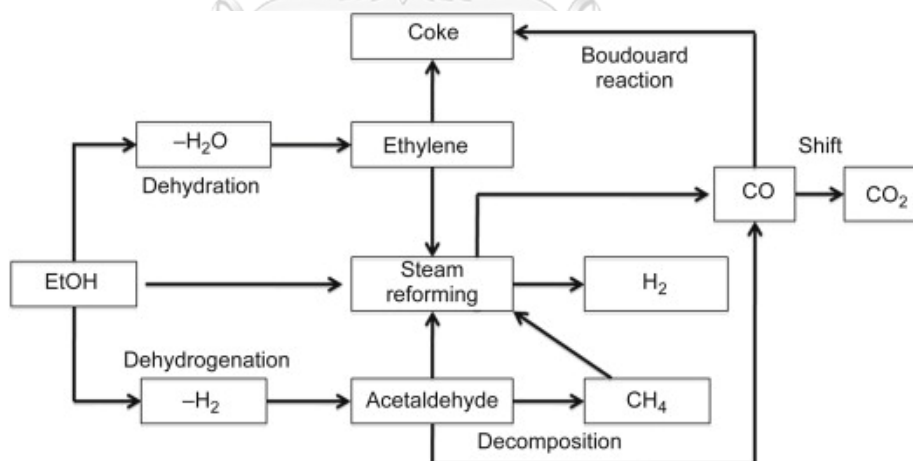 Coke
Boudouard
reaction
–H₂O
Ethylene
Shift
Dehydration
CO
CO₂
EtOH
Steam
reforming
H₂
Dehydrogenation
–H₂
Acetaldehyde
CH₄
Decomposition